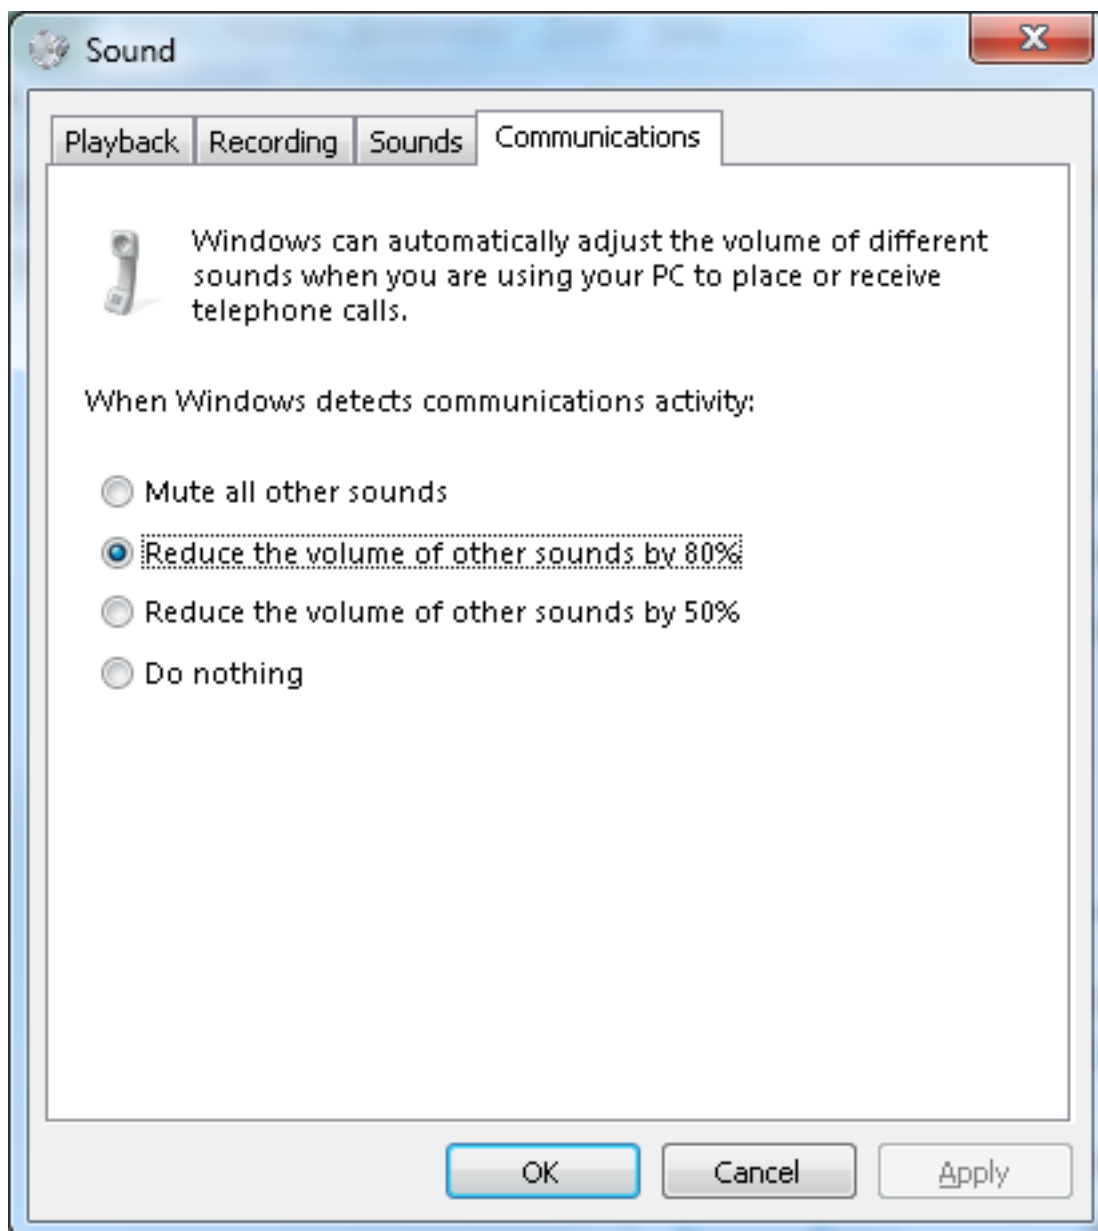 Sound
Playback Recording Sounds Communications
Windows can automatically adjust the volume of different
sounds when you are using your PC to place or receive
telephone calls.
When Windows detects communications activity:
Mute all other sounds
Reduce the volume of other sounds by 80%
Reduce the volume of other sounds by 50%
Do nothing
OK Cancel Apply